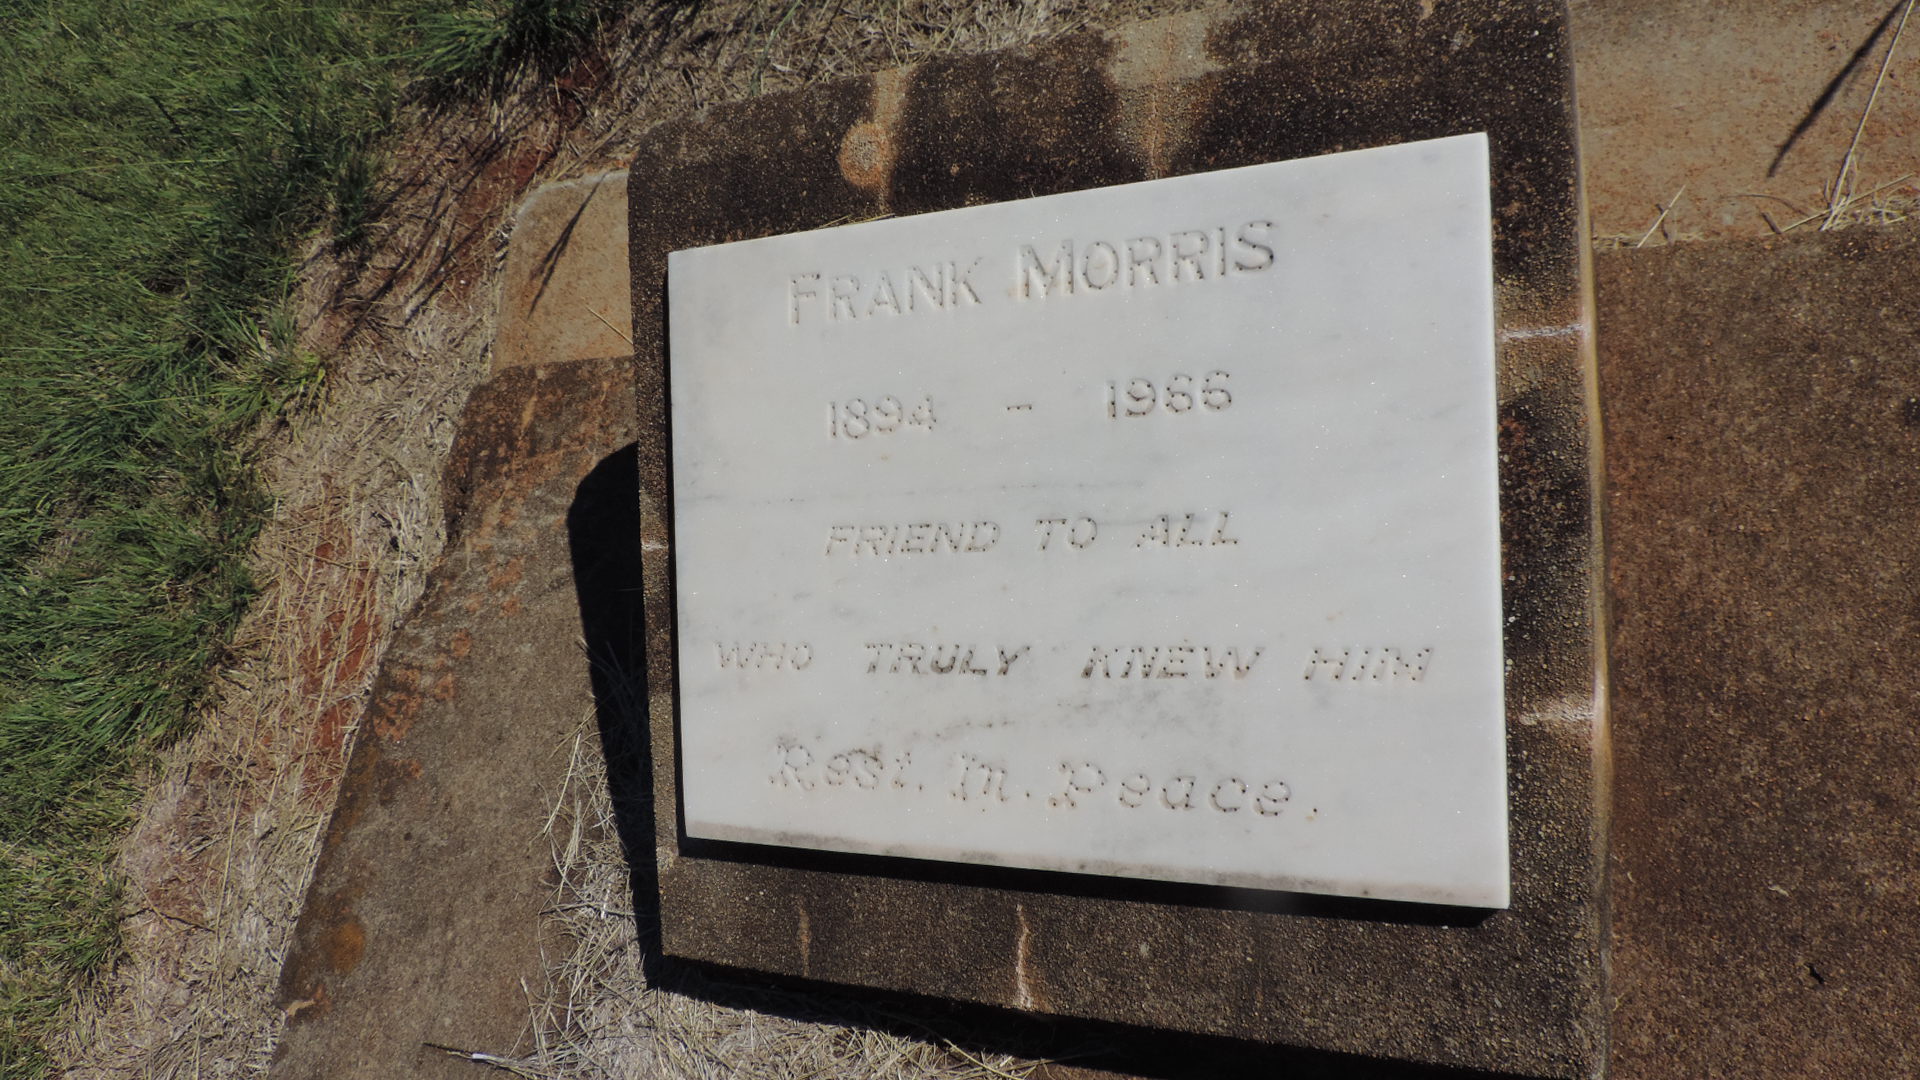 FRANK MORRIS
1894 - 1966
FRIEND TO ALL
WHO TRULY KNEW HIM
Rest. In. Peace.